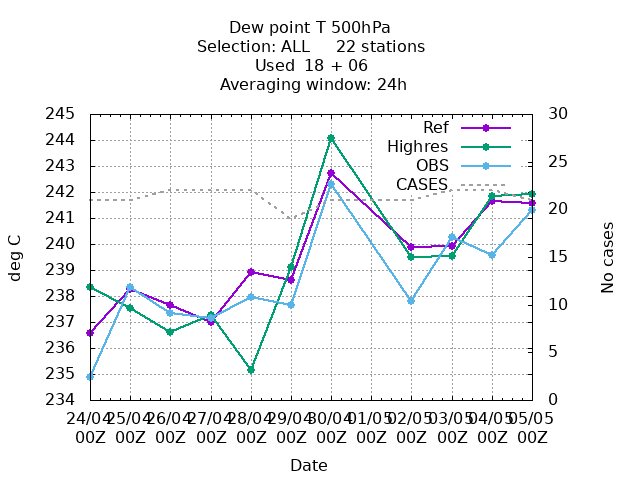 Dew point T 500hPa
Selection: ALL     22 stations
Used  18 + 06
Averaging window: 24h
245
244
243
242
241
240
239
238
237
236
235
234
deg C
30
25
20
15
10
5
0
No cases
Ref
Highres
OBS
CASES
24/04 25/04 26/04 27/04 28/04 29/04 30/04 01/05 02/05 03/05 04/05 05/05
00Z 00Z 00Z 00Z 00Z 00Z 00Z 00Z 00Z 00Z 00Z 00Z
Date